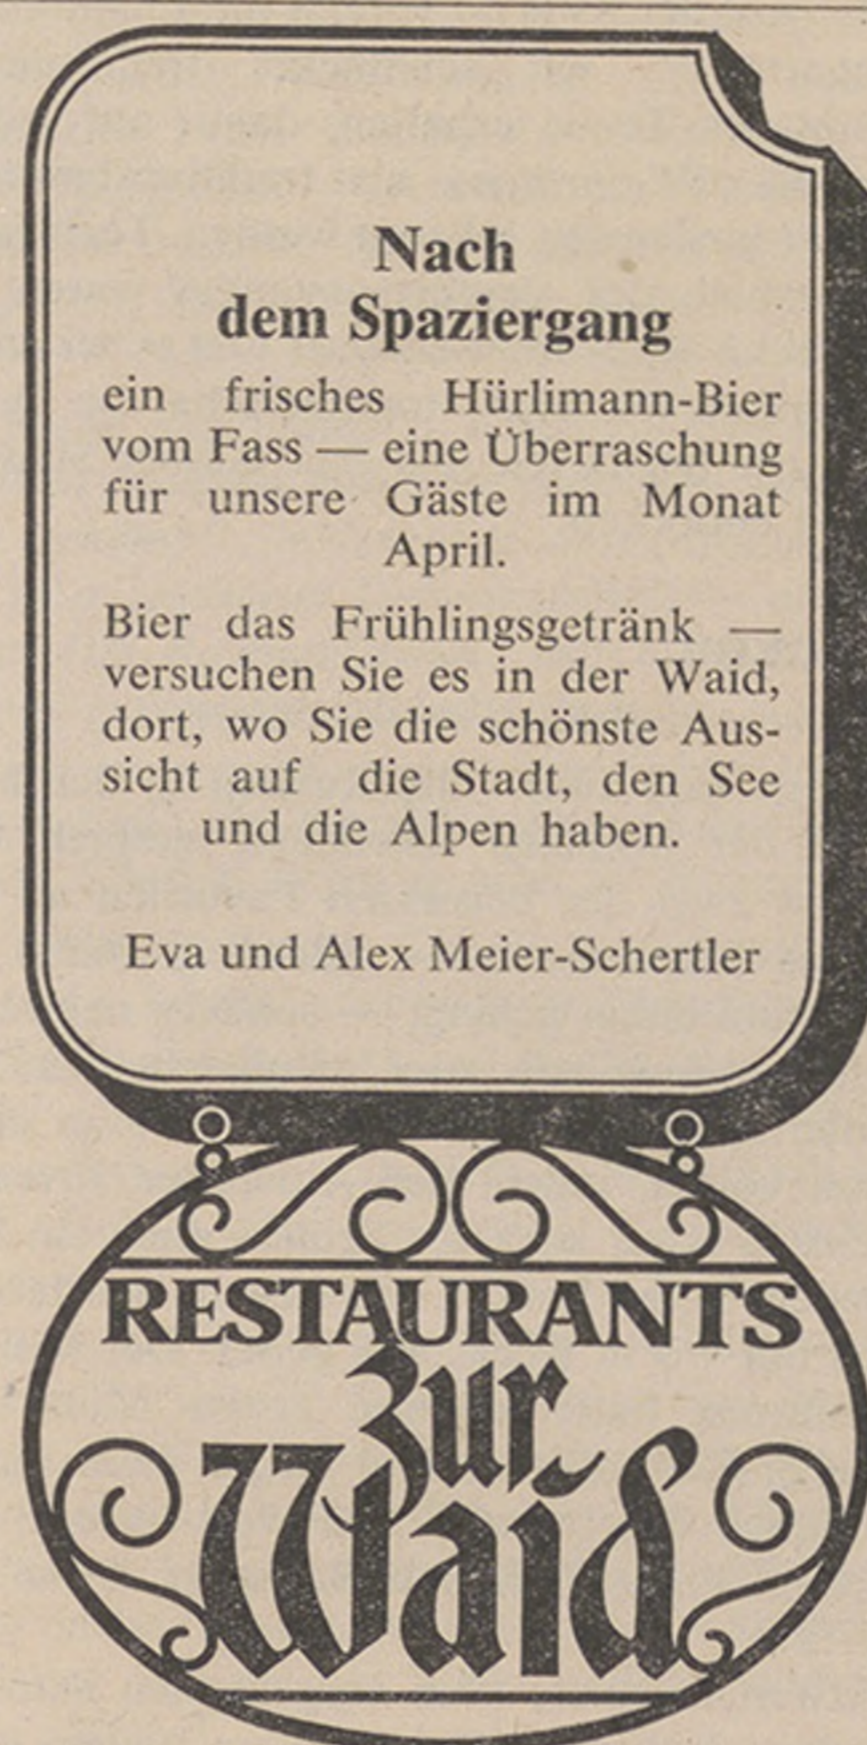 Nach
dem Spaziergang
ein frisches Hürlimann-Bier
vom Fass — eine Überraschung
für unsere Gäste im Monat
April.
Bier das Frühlingsgetränk —
versuchen Sie es in der Waid,
dort, wo Sie die schönste Aus-
sicht auf die Stadt, den See
und die Alpen haben.
Eva und Alex Meier-Schertler
RESTAURANTS
zur
Waid